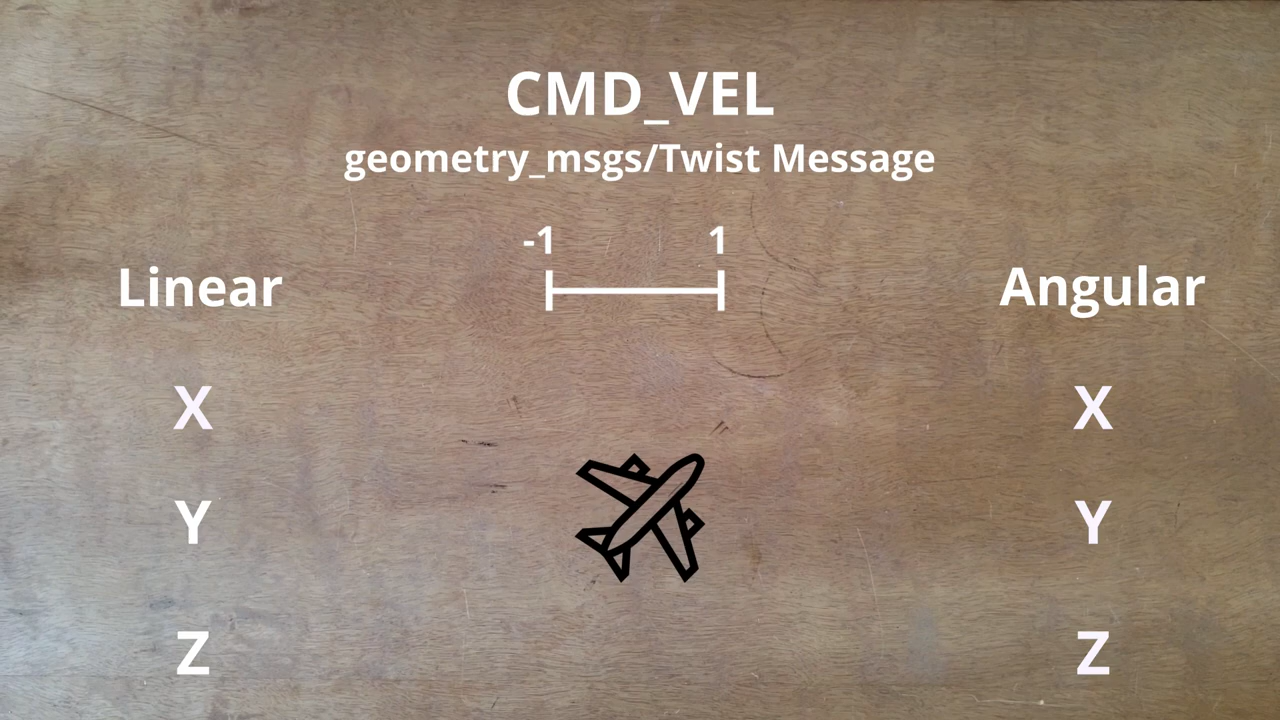 CMD_VEL
geometry_msgs/Twist Message
-1 1
Linear
Angular
X X
Y Y
Z Z